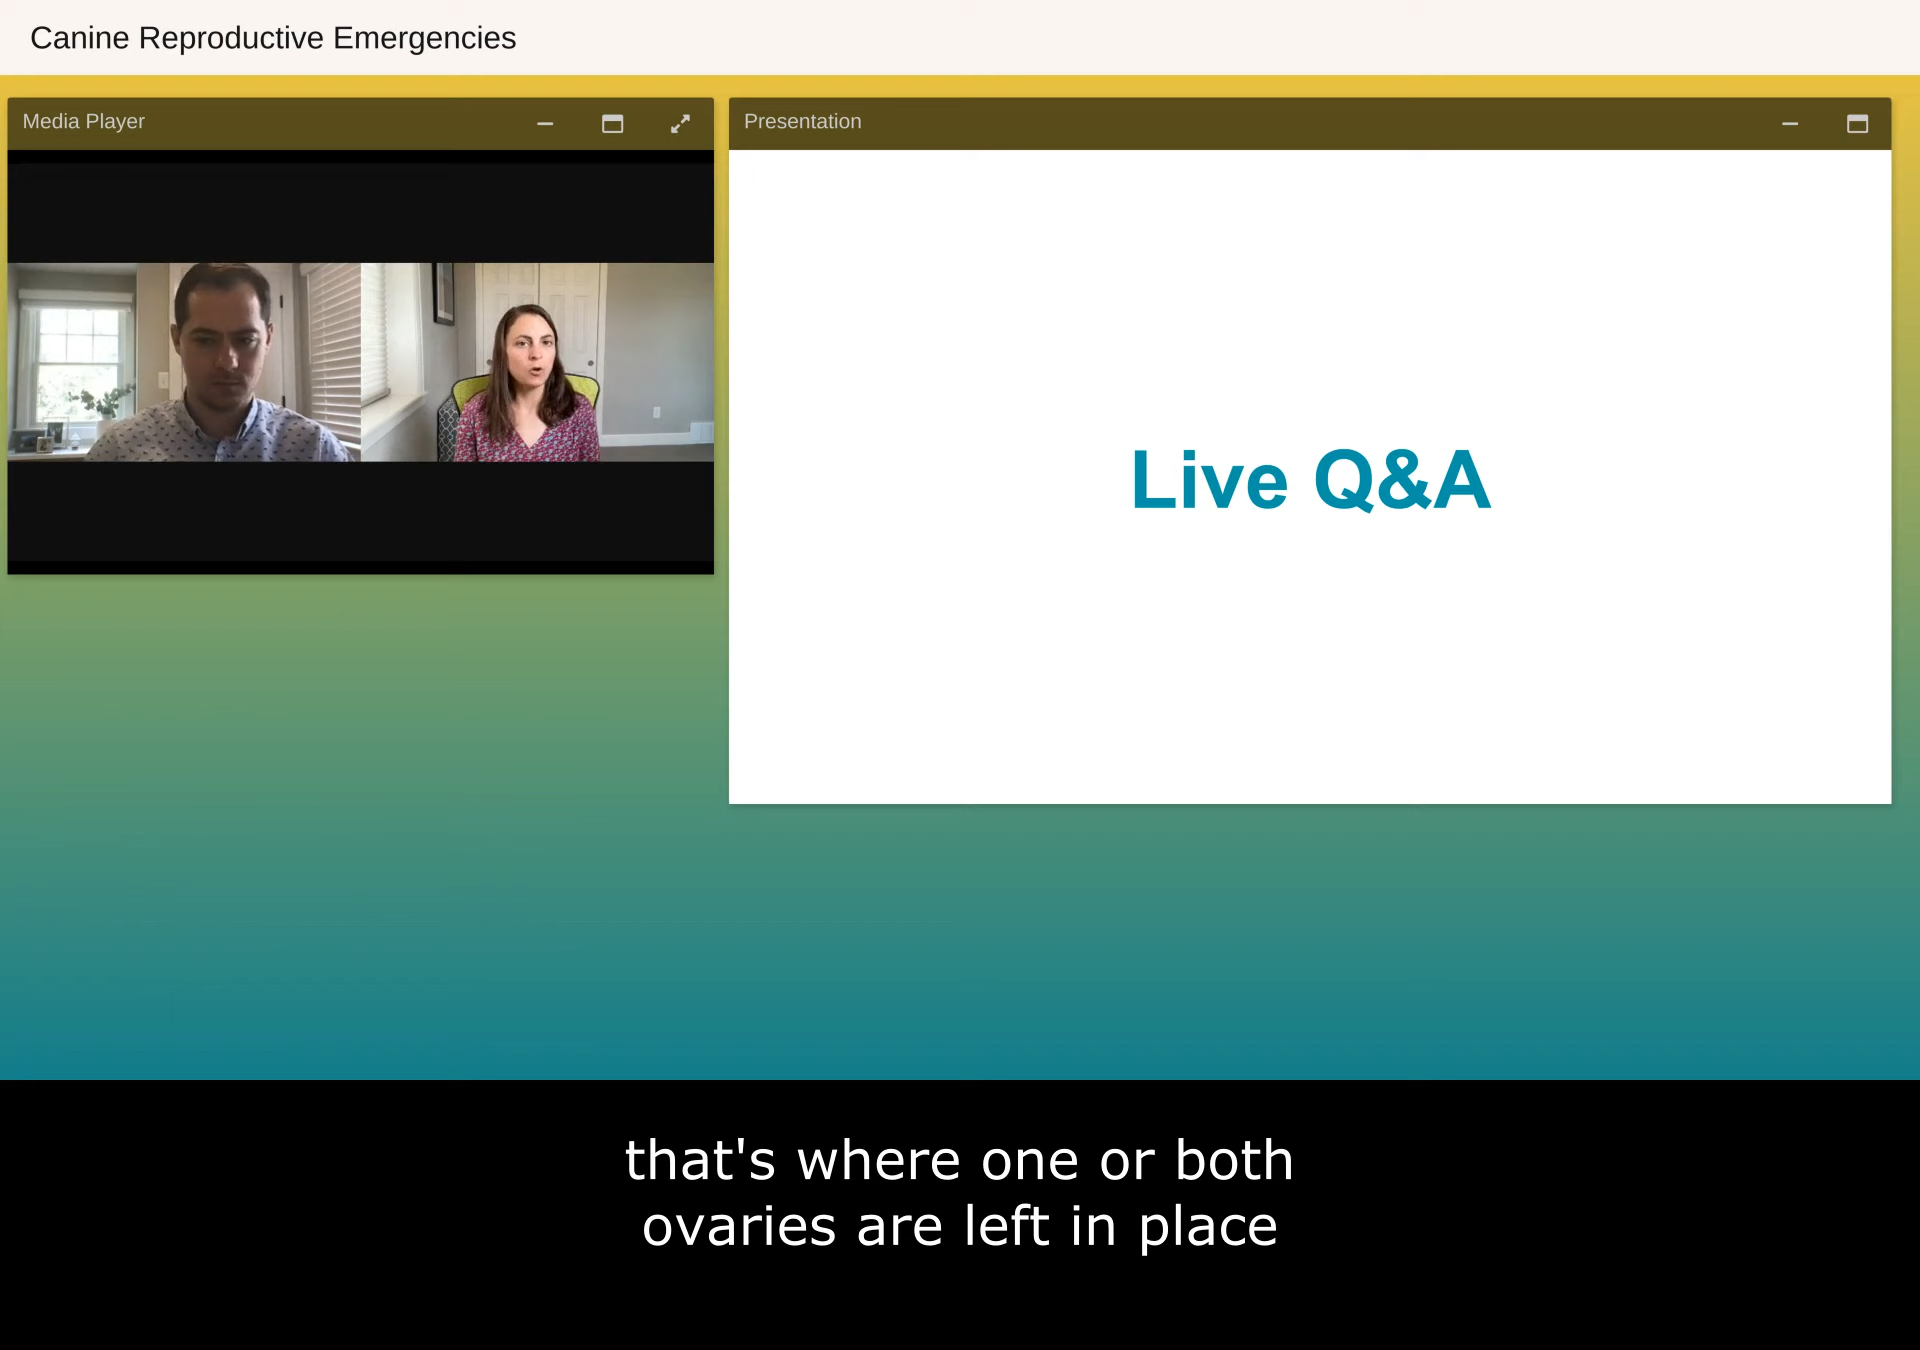 Canine Reproductive Emergencies
Media Player
Presentation
Live Q&A
that's where one or both
ovaries are left in place